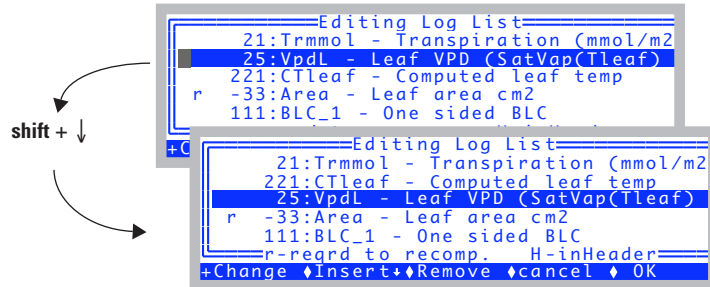 Editing Log List
21:Trmmol - Transpiration (mmol/m2
25:VpdL - Leaf VPD (SatVap(Tleaf)
221:CTleaf - Computed leaf temp
r -33:Area - Leaf area cm2
111:BLC_1 - One sided BLC
+C
shift + ↓
Editing Log List
21:Trmmol - Transpiration (mmol/m2
221:CTleaf - Computed leaf temp
25:VpdL - Leaf VPD (SatVap(Tleaf)
r -33:Area - Leaf area cm2
111:BLC_1 - One sided BLC
r-reqrd to recomp. H-inHeader
+Change ♦Insert↓♦Remove ♦cancel ♦ OK